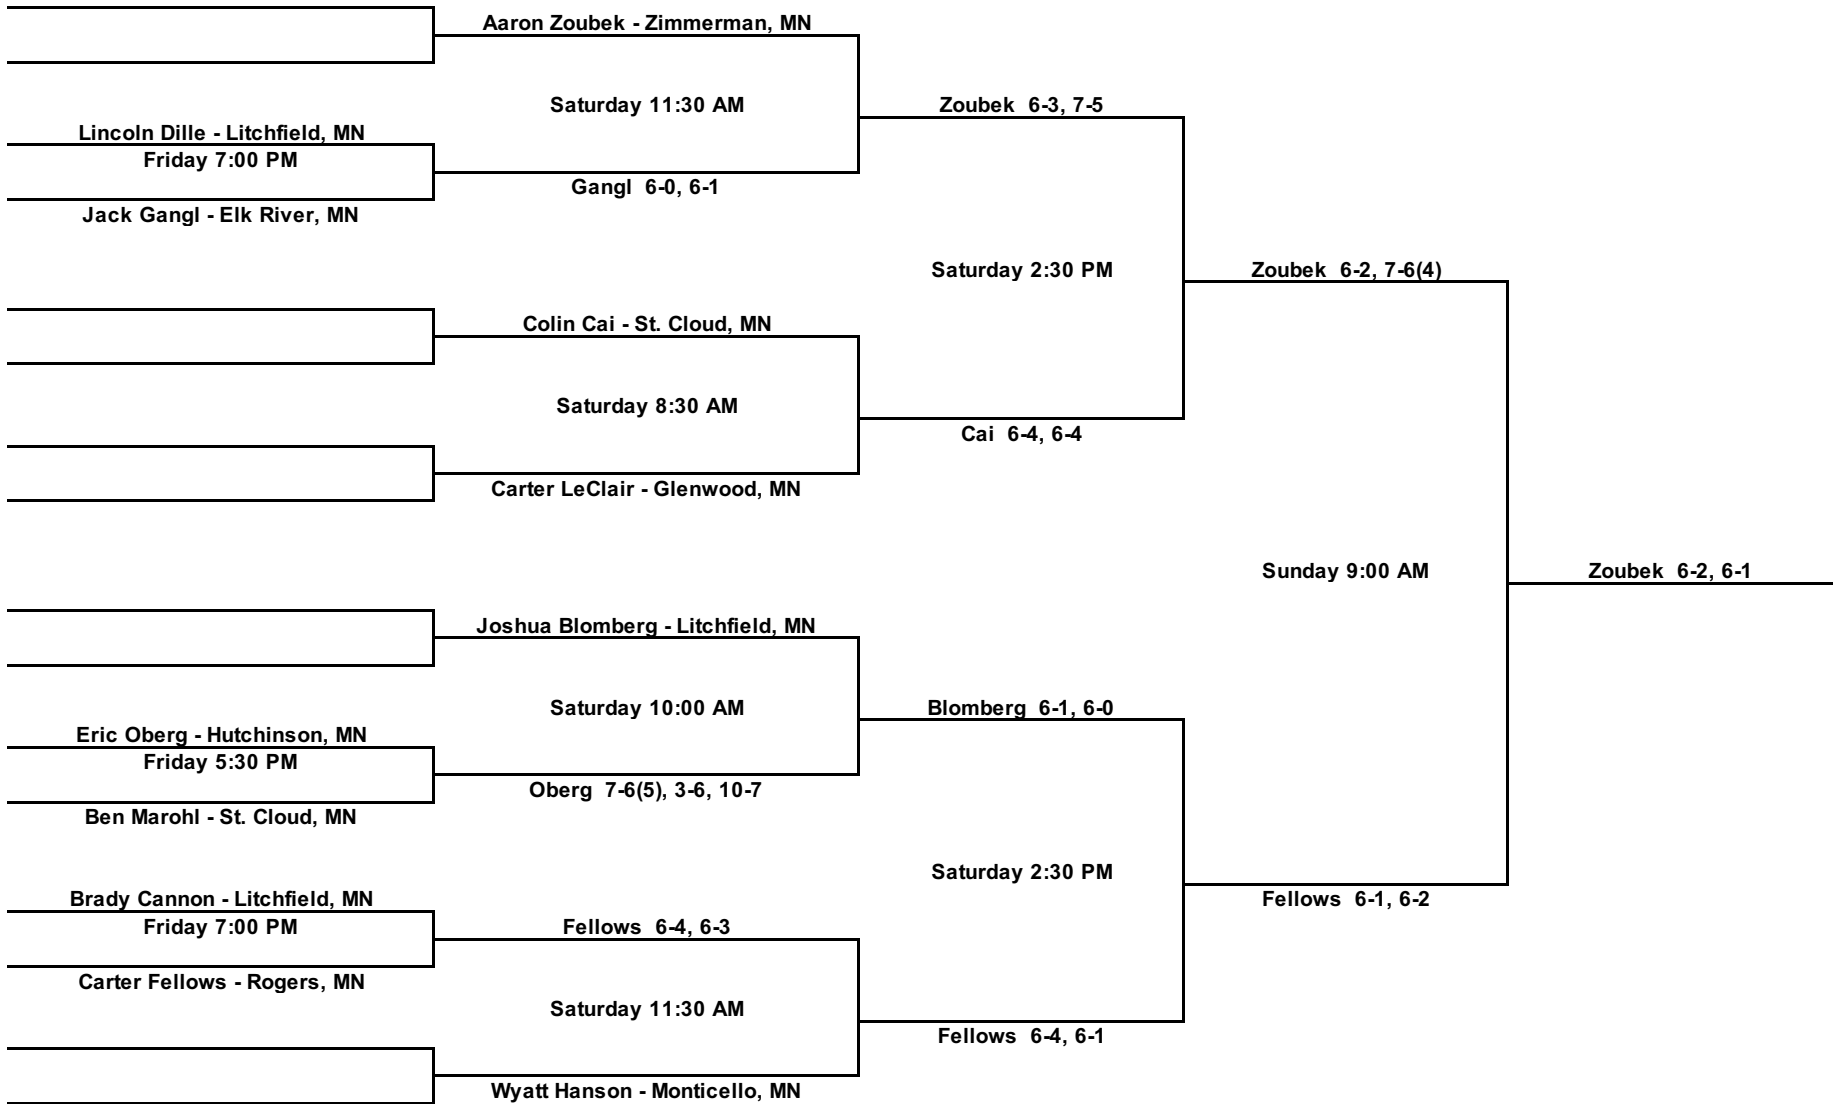 Aaron Zoubek - Zimmerman, MN
Saturday 11:30 AM
Zoubek 6-3, 7-5
Lincoln Dille - Litchfield, MN
Friday 7:00 PM
Gangl 6-0, 6-1
Jack Gangl - Elk River, MN
Saturday 2:30 PM
Zoubek 6-2, 7-6(4)
Colin Cai - St. Cloud, MN
Saturday 8:30 AM
Cai 6-4, 6-4
Carter LeClair - Glenwood, MN
Sunday 9:00 AM
Zoubek 6-2, 6-1
Joshua Blomberg - Litchfield, MN
Saturday 10:00 AM
Blomberg 6-1, 6-0
Eric Oberg - Hutchinson, MN
Friday 5:30 PM
Oberg 7-6(5), 3-6, 10-7
Ben Marohl - St. Cloud, MN
Saturday 2:30 PM
Brady Cannon - Litchfield, MN
Fellows 6-1, 6-2
Friday 7:00 PM
Fellows 6-4, 6-3
Carter Fellows - Rogers, MN
Saturday 11:30 AM
Fellows 6-4, 6-1
Wyatt Hanson - Monticello, MN